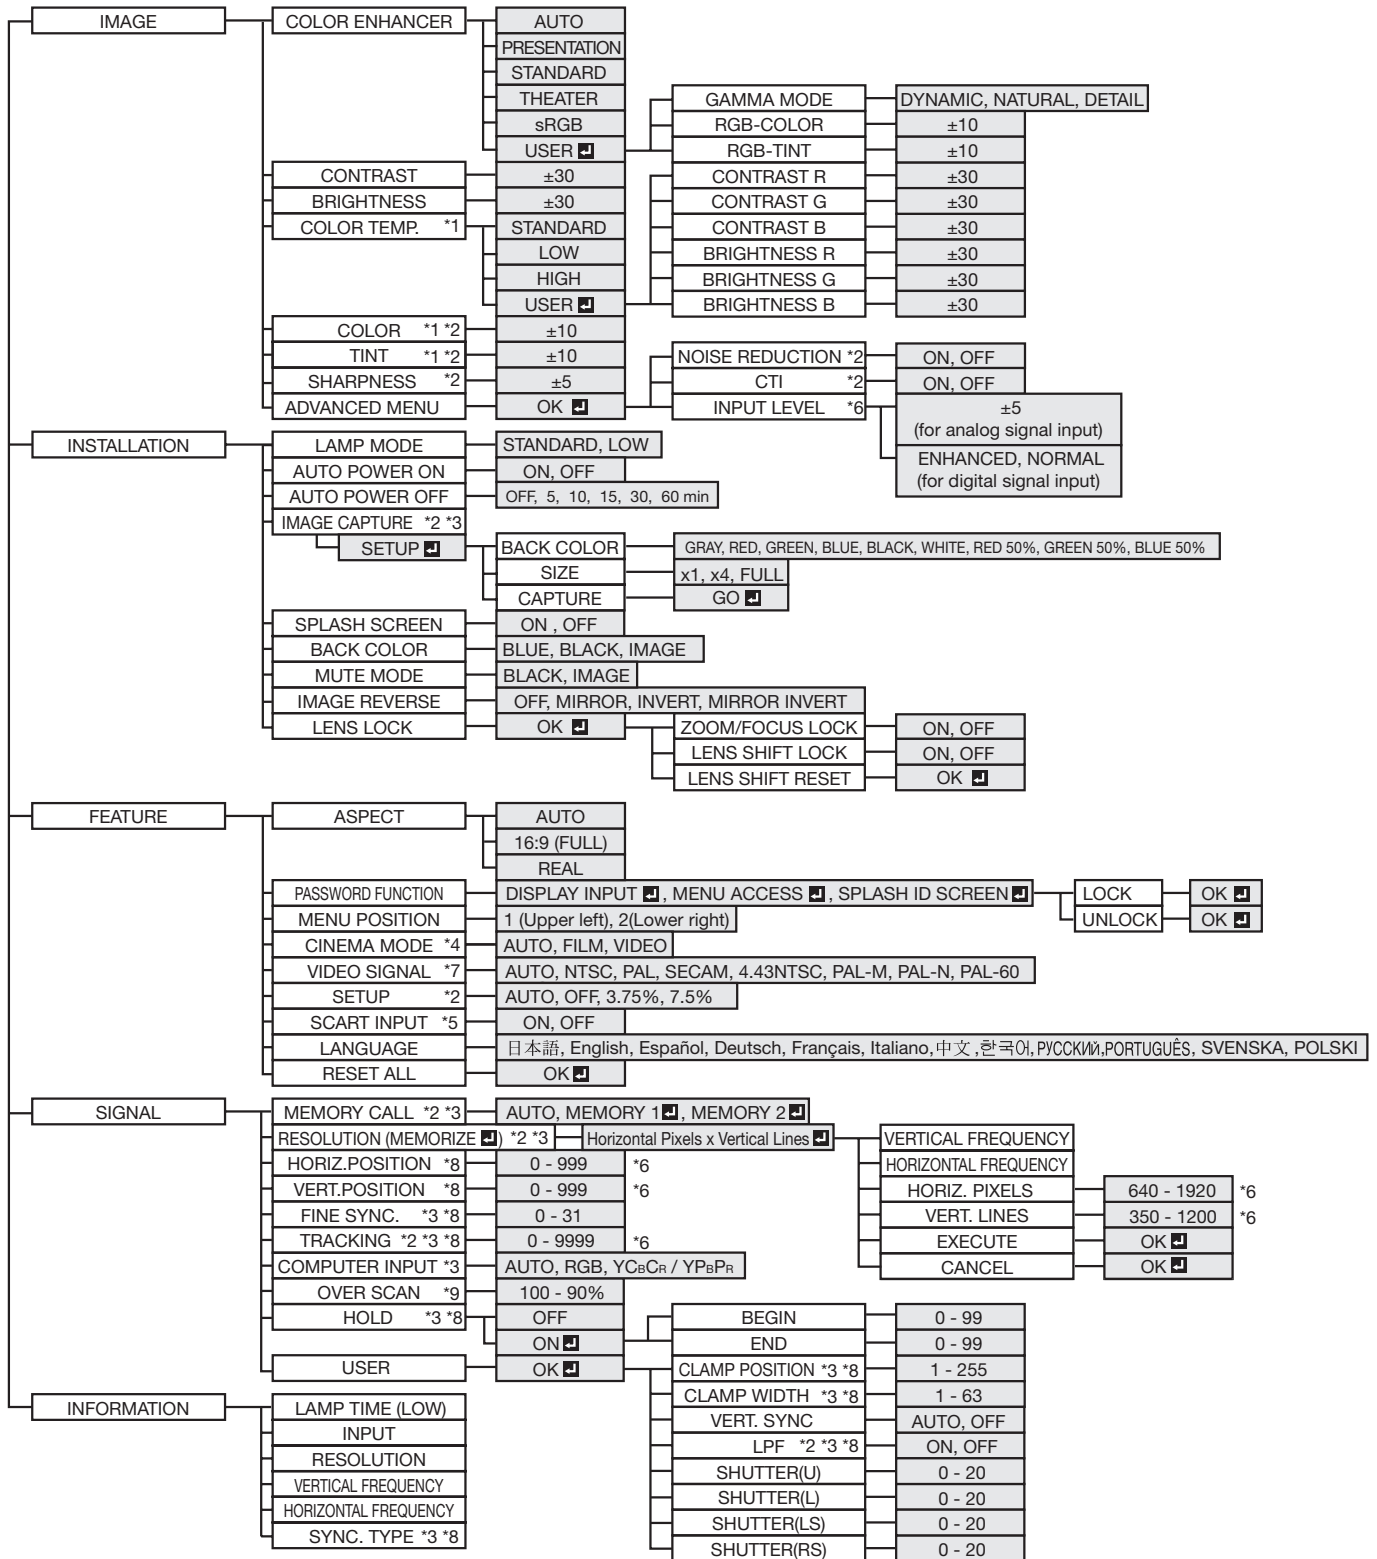 IMAGE COLOR ENHANCER AUTO
PRESENTATION
STANDARD
THEATER GAMMA MODE DYNAMIC, NATURAL, DETAIL
sRGB RGB-COLOR ±10
USER RGB-TINT ±10
CONTRAST ±30 CONTRAST R ±30
BRIGHTNESS ±30 CONTRAST G ±30
COLOR TEMP. *1 STANDARD CONTRAST B ±30
LOW BRIGHTNESS R ±30
HIGH BRIGHTNESS G ±30
USER BRIGHTNESS B ±30
COLOR *1 *2 ±10
TINT *1 *2 ±10 NOISE REDUCTION *2 ON, OFF
SHARPNESS *2 ±5 CTI *2 ON, OFF
ADVANCED MENU OK INPUT LEVEL *6 ±5
(for analog signal input)
ENHANCED, NORMAL
(for digital signal input)
INSTALLATION LAMP MODE STANDARD, LOW
AUTO POWER ON ON, OFF
AUTO POWER OFF OFF, 5, 10, 15, 30, 60 min
IMAGE CAPTURE *2 *3
SETUP BACK COLOR GRAY, RED, GREEN, BLUE, BLACK, WHITE, RED 50%, GREEN 50%, BLUE 50%
SIZE x1, x4, FULL
CAPTURE GO
SPLASH SCREEN ON , OFF
BACK COLOR BLUE, BLACK, IMAGE
MUTE MODE BLACK, IMAGE
IMAGE REVERSE OFF, MIRROR, INVERT, MIRROR INVERT
LENS LOCK OK ZOOM/FOCUS LOCK ON, OFF
LENS SHIFT LOCK ON, OFF
LENS SHIFT RESET OK
FEATURE ASPECT AUTO
16:9 (FULL)
REAL
PASSWORD FUNCTION DISPLAY INPUT , MENU ACCESS , SPLASH ID SCREEN LOCK OK
MENU POSITION 1 (Upper left), 2(Lower right) UNLOCK OK
CINEMA MODE *4 AUTO, FILM, VIDEO
VIDEO SIGNAL *7 AUTO, NTSC, PAL, SECAM, 4.43NTSC, PAL-M, PAL-N, PAL-60
SETUP *2 AUTO, OFF, 3.75%, 7.5%
SCART INPUT *5 ON, OFF
LANGUAGE 日本語, English, Español, Deutsch, Français, Italiano,中文 ,한국어, РУССКИЙ,PORTUGUÊS, SVENSKA, POLSKI
RESET ALL OK
SIGNAL MEMORY CALL *2 *3 AUTO, MEMORY 1 , MEMORY 2
RESOLUTION (MEMORIZE ) *2 *3 Horizontal Pixels x Vertical Lines VERTICAL FREQUENCY
HORIZ.POSITION *8 0 - 999 *6 HORIZONTAL FREQUENCY
VERT.POSITION *8 0 - 999 *6 HORIZ. PIXELS 640 - 1920 *6
FINE SYNC. *3 *8 0 - 31 VERT. LINES 350 - 1200 *6
TRACKING *2 *3 *8 0 - 9999 *6 EXECUTE OK
COMPUTER INPUT *3 AUTO, RGB, YCBCR / YPBPR CANCEL OK
OVER SCAN *9 100 - 90%
HOLD *3 *8 OFF BEGIN 0 - 99
ON END 0 - 99
USER OK CLAMP POSITION *3 *8 1 - 255
CLAMP WIDTH *3 *8 1 - 63
INFORMATION LAMP TIME (LOW) VERT. SYNC AUTO, OFF
INPUT LPF *2 *3 *8 ON, OFF
RESOLUTION SHUTTER(U) 0 - 20
VERTICAL FREQUENCY SHUTTER(L) 0 - 20
HORIZONTAL FREQUENCY SHUTTER(LS) 0 - 20
SYNC. TYPE *3 *8 SHUTTER(RS) 0 - 20